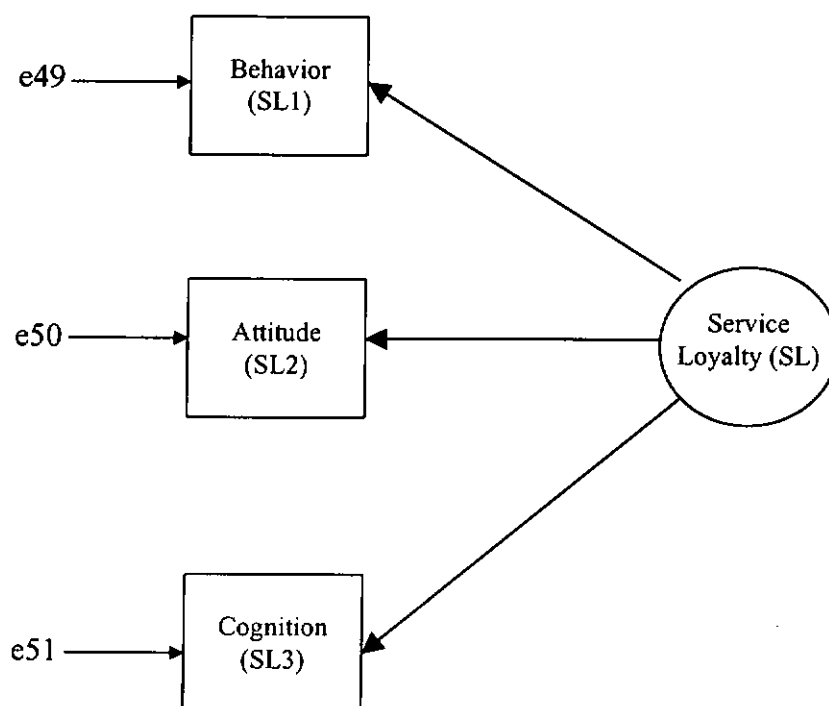 e49
Behavior
(SL1)
e50
Attitude
(SL2)
Service
Loyalty (SL)
e51
Cognition
(SL3)